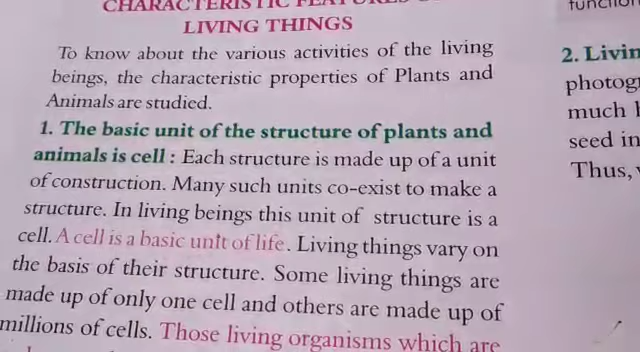 CHARACTERISTIC FEATURES
LIVING THINGS
To know about the various activities of the living
beings, the characteristic properties of Plants and
Animals are studied.
1. The basic unit of the structure of plants and
animals is cell : Each structure is made up of a unit
of construction. Many such units co-exist to make a
structure. In living beings this unit of structure is a
cell. A cell is a basic unit of life. Living things vary on
the basis of their structure. Some living things are
made up of only one cell and others are made up of
millions of cells. Those living organisms which are
2. Livin
photog
much
seed in
Thus,